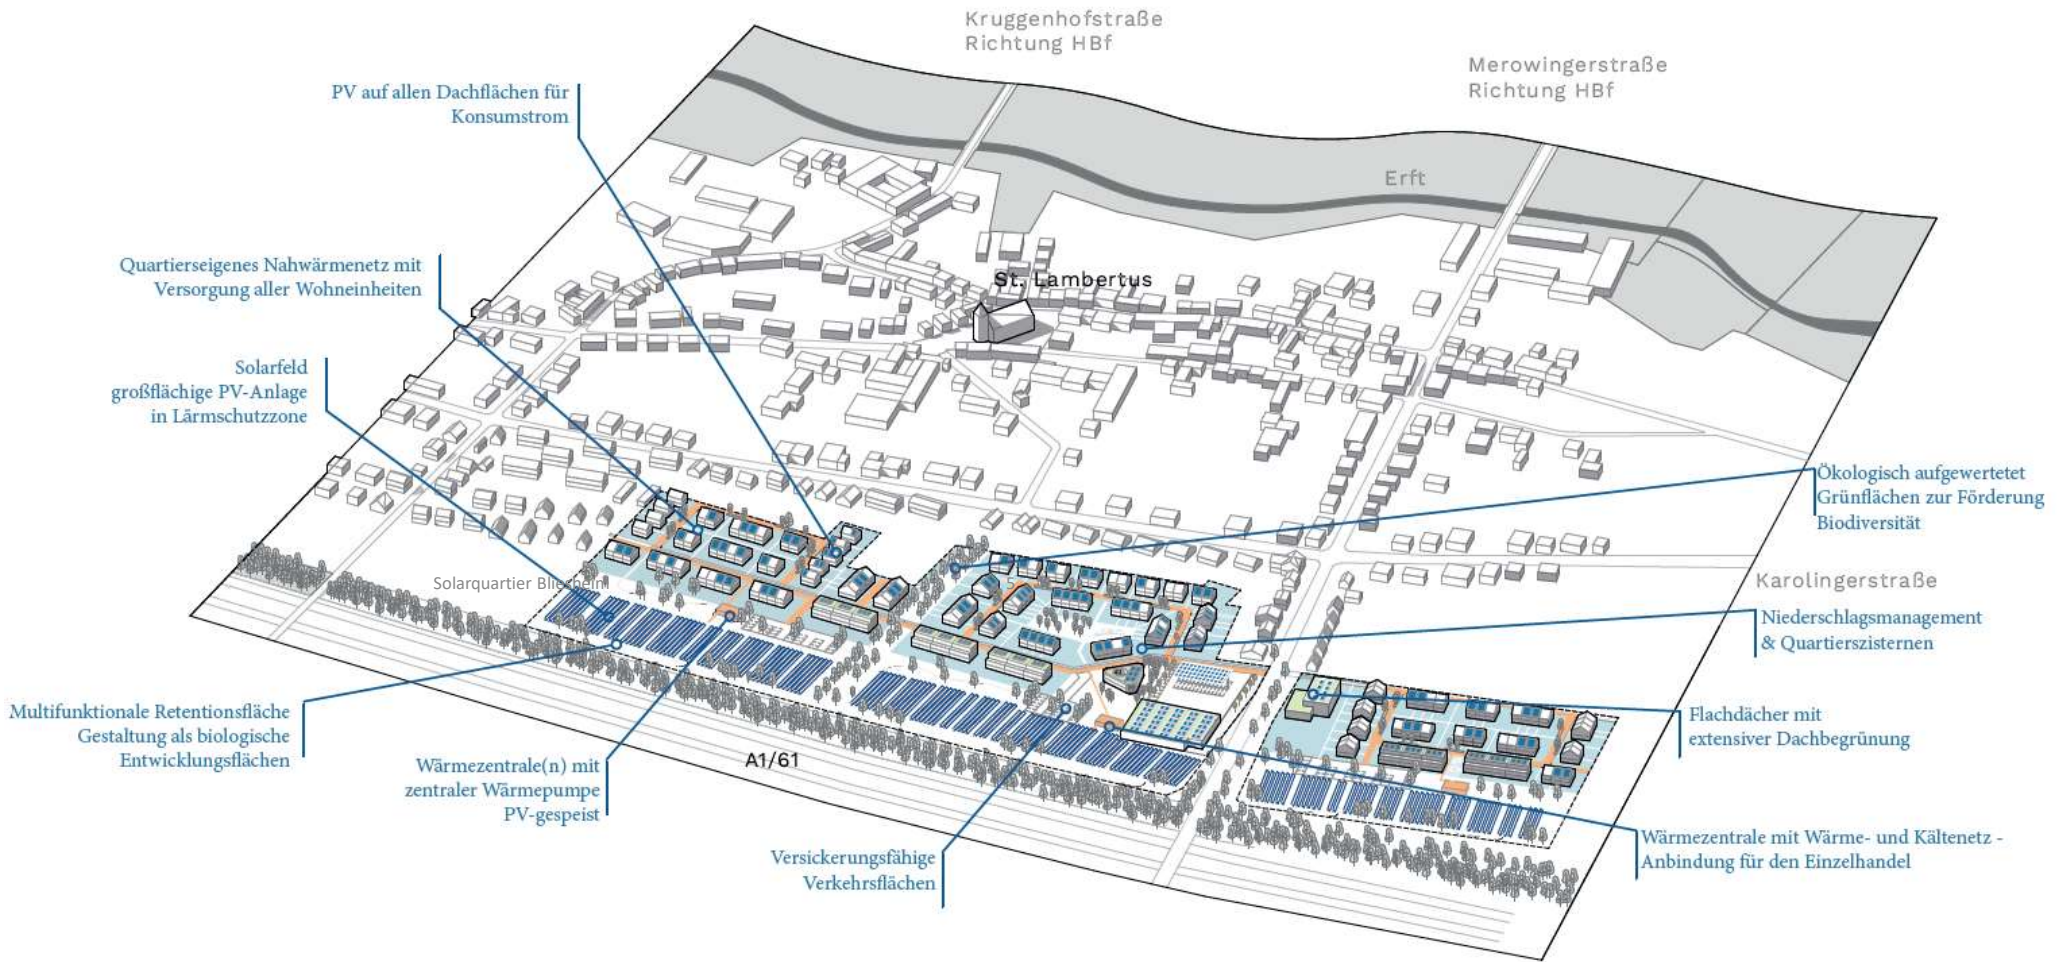 Kruggenhofstraße
Richtung HBf
Merowingerstraße
Richtung HBf
PV auf allen Dachflächen für
Konsumstrom
Erft
Quartierseigenes Nahwärmenetz mit
Versorgung aller Wohneinheiten
St. Lambertus
Solarfeld
großflächige PV-Anlage
in Lärmschutzzone
Ökologisch aufgewertetet
Grünflächen zur Förderung
Biodiversität
Solarquartier Bliesheim
Karolingerstraße
Niederschlagsmanagement
& Quartierszisternen
Multifunktionale Retentionsfläche
Gestaltung als biologische
Entwicklungsflächen
Flachdächer mit
extensiver Dachbegrünung
A1/61
Wärmezentrale(n) mit
zentraler Wärmepumpe
PV-gespeist
Versickerungsfähige
Verkehrsflächen
Wärmezentrale mit Wärme- und Kältenetz -
Anbindung für den Einzelhandel